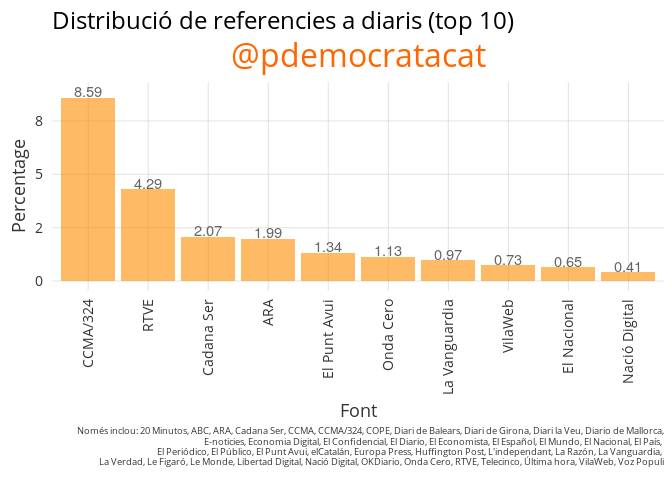 Distribució de referencies a diaris (top 10)
@pdemocratacat
Percentage
8
5
2
0
8.59
4.29
2.07
1.99
1.34
1.13
0.97
0.73
0.65
0.41
CCMA/324
RTVE
Cadana Ser
ARA
El Punt Avui
Onda Cero
La Vanguardia
VilaWeb
El Nacional
Nació Digital
Font
Només inclou: 20 Minutos, ABC, ARA, Cadana Ser, CCMA, CCMA/324, COPE, Diari de Balears, Diari de Girona, Diari la Veu, Diario de Mallorca,
E-noticies, Economia Digital, El Confidencial, El Diario, El Economista, El Español, El Mundo, El Nacional, El País,
El Periódico, El Público, El Punt Avui, elCatalán, Europa Press, Huffington Post, L'independant, La Razón, La Vanguardia,
La Verdad, Le Figaró, Le Monde, Libertad Digital, Nació Digital, OKDiario, Onda Cero, RTVE, Telecinco, Última hora, VilaWeb, Voz Populi